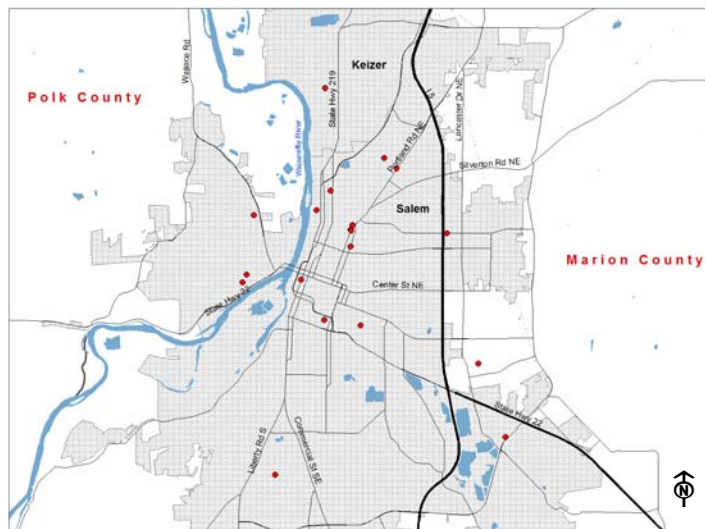 Wallace Rd
Keizer
Polk County
State Hwy 219
I-5
Lancaster Dr NE
Willamette River
Portland Rd NE
Silverton Rd NE
Salem
Marion County
Center St NE
State Hwy 22
State Hwy 22
Liberty Rd S
Commercial St SE
N